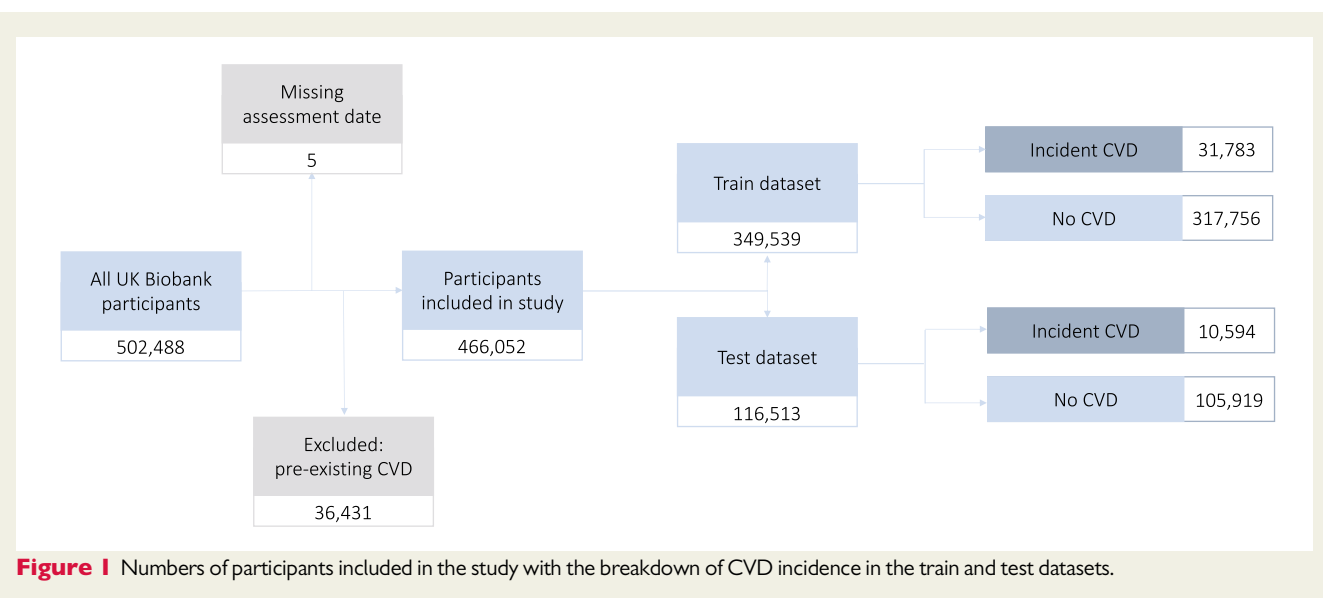 Missing
assessment date
5
All UK Biobank
participants
502,488
Participants
included in study
466,052
Excluded:
pre-existing CVD
36,431
Train dataset
349,539
Incident CVD 31,783
No CVD 317,756
Test dataset
116,513
Incident CVD 10,594
No CVD 105,919
Figure 1 Numbers of participants included in the study with the breakdown of CVD incidence in the train and test datasets.